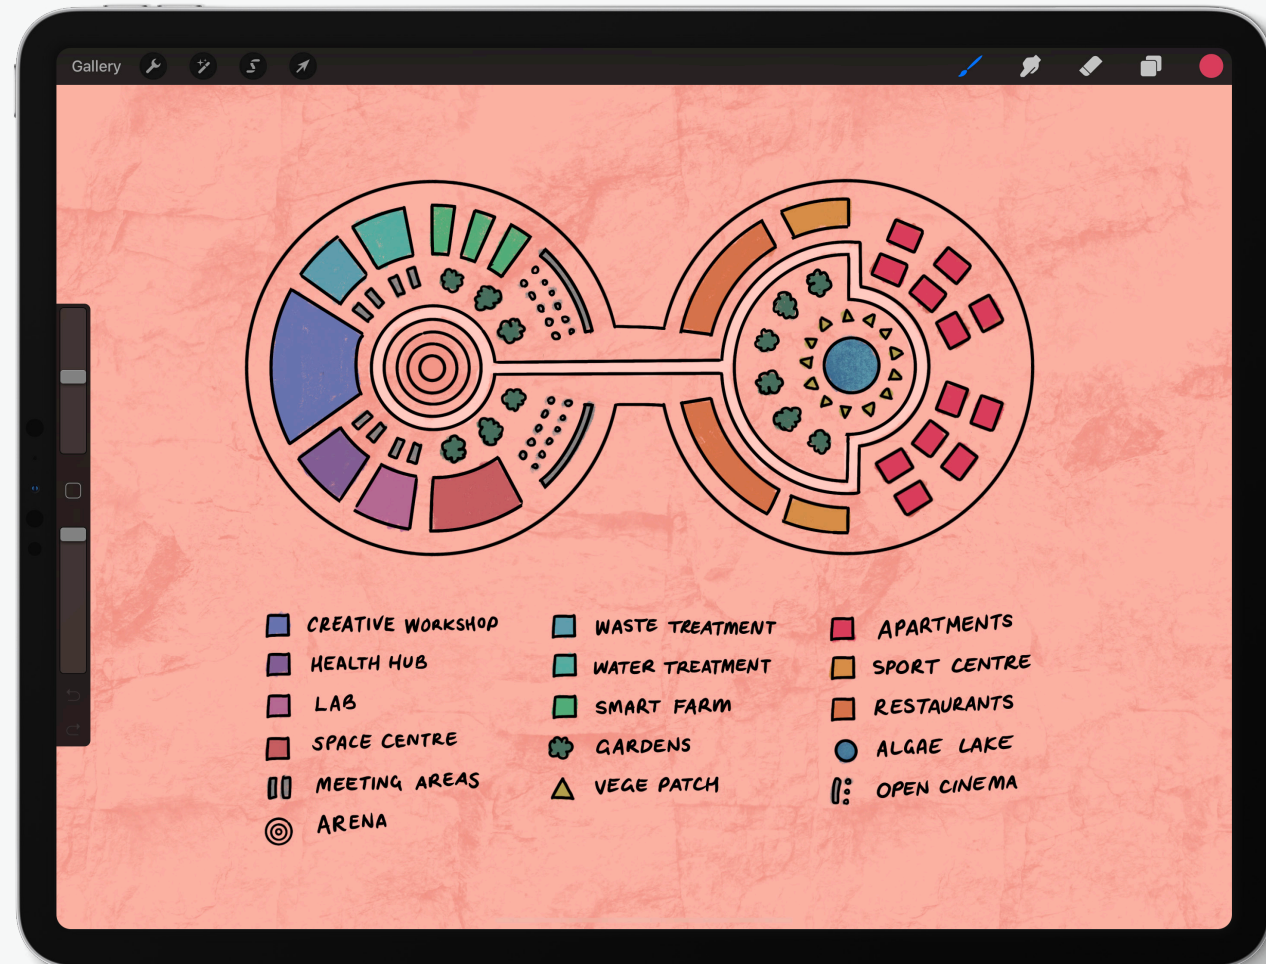 Gallery
CREATIVE WORKSHOP
HEALTH HUB
LAB
SPACE CENTRE
MEETING AREAS
ARENA
WASTE TREATMENT
WATER TREATMENT
SMART FARM
GARDENS
VEGE PATCH
APARTMENTS
SPORT CENTRE
RESTAURANTS
ALGAE LAKE
OPEN CINEMA